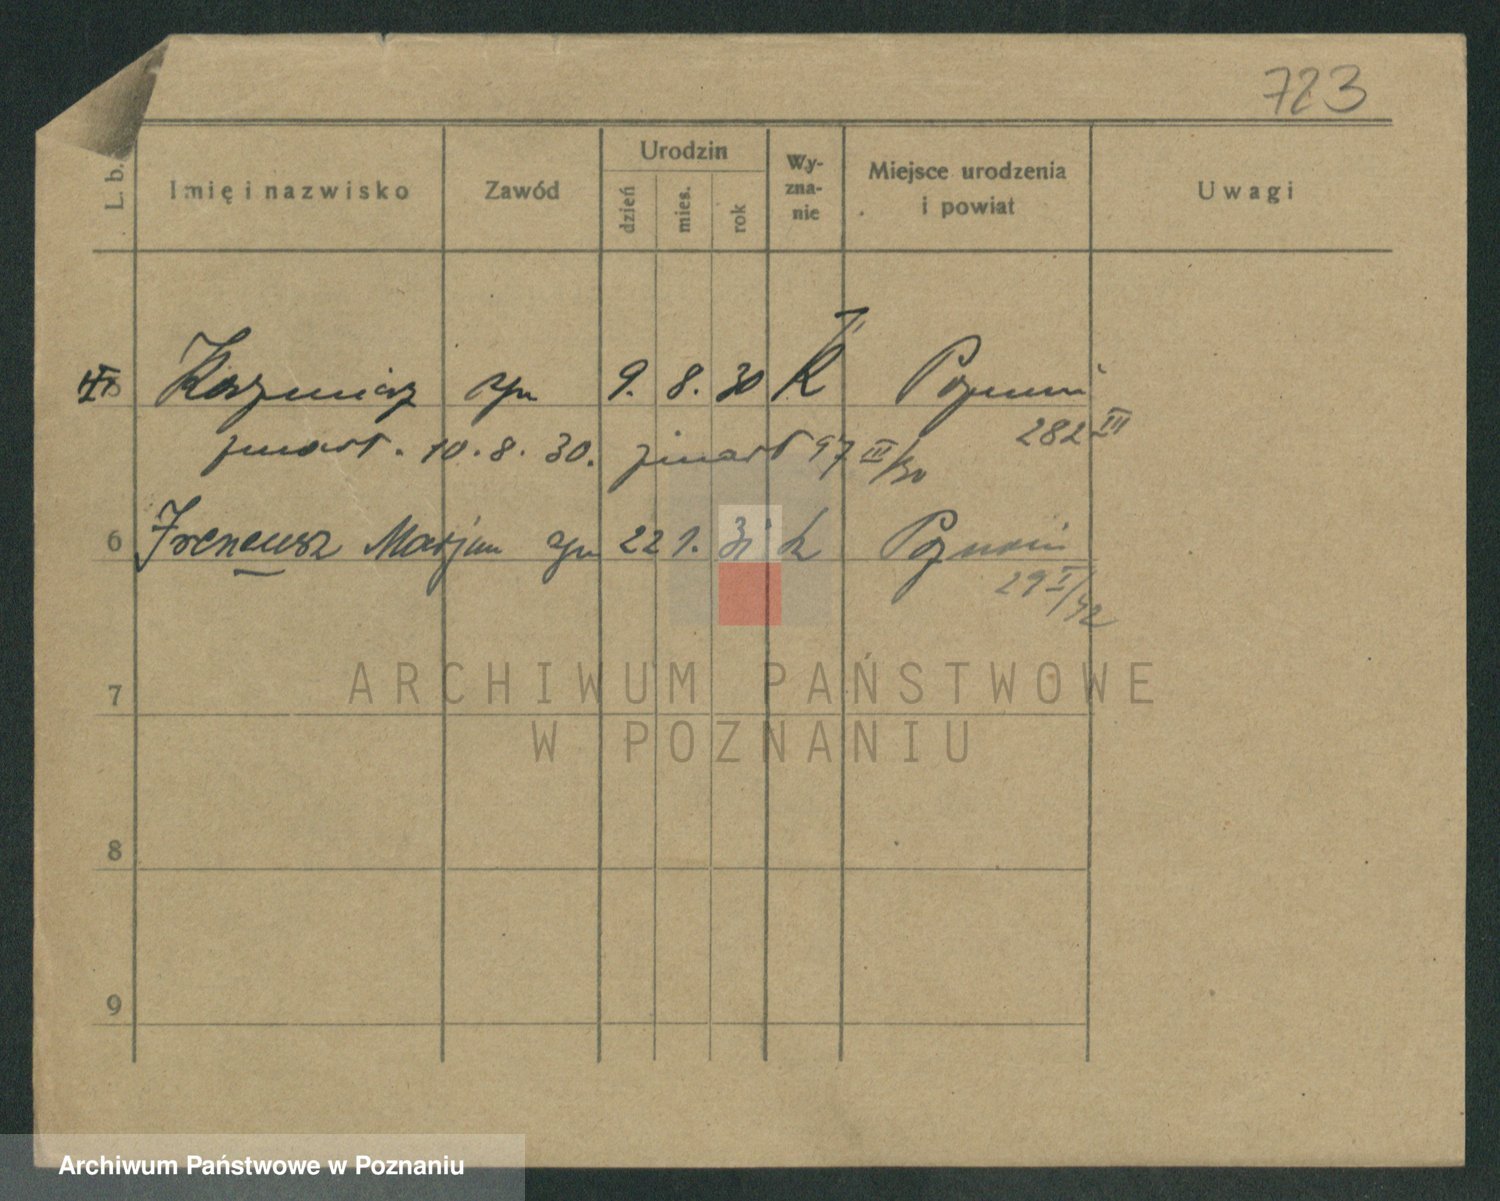 723
L. b.
Imię i nazwisko
Zawód
Urodzin
dzień
mies.
rok
Wy-
zna-
nie
Miejsce urodzenia
i powiat
Uwagi
5 Kazimierz syn 9. 8. 30 K Poznań
282 III
zmarł. 10. 8. 30. zmarł 97 III/30
6 Ireneusz Marjan syn 22 1. 31 k Poznań
29 I/42
7
8
9
ARCHIWUM PAŃSTWOWE
W POZNANIU
Archiwum Państwowe w Poznaniu